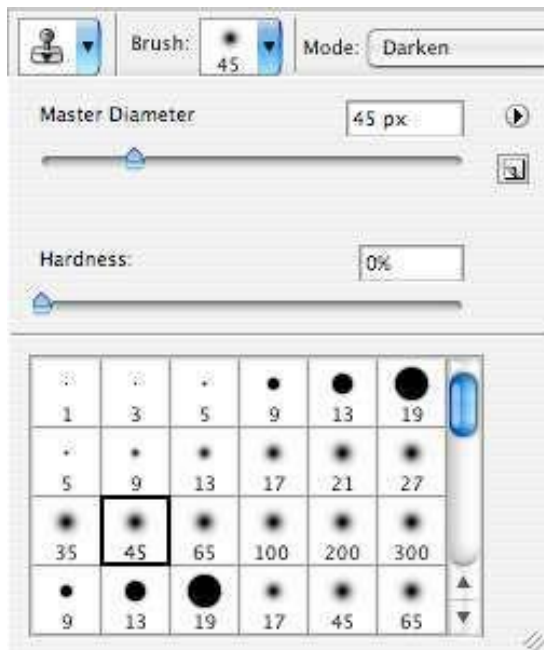 Brush: 45 Mode: Darken
Master Diameter 45 px
Hardness: 0%
1 3 5 9 13 19
5 9 13 17 21 27
35 45 65 100 200 300
9 13 19 17 45 65